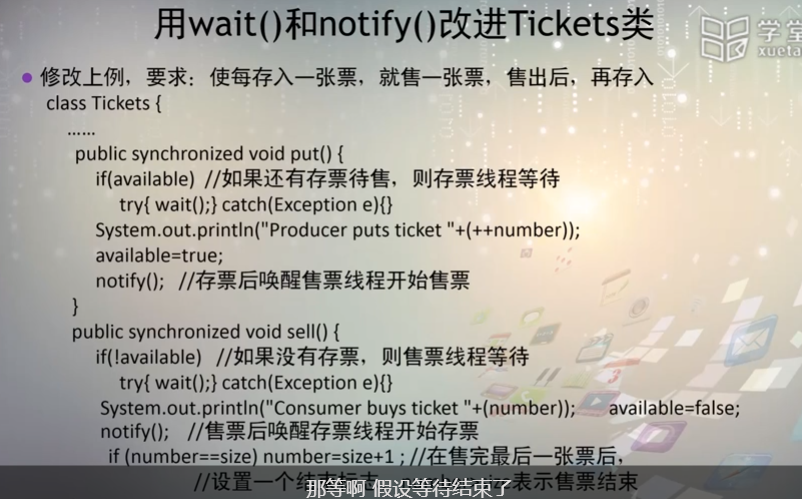 用wait()和notify()改进Tickets类
学堂
xueta
修改上例，要求：使每存入一张票，就售一张票，售出后，再存入
class Tickets {
……
public synchronized void put() {
if(available) //如果还有存票待售，则存票线程等待
try{ wait();} catch(Exception e){}
System.out.println("Producer puts ticket "+(++number));
available=true;
notify(); //存票后唤醒售票线程开始售票
}
public synchronized void sell() {
if(!available) //如果没有存票，则售票线程等待
try{ wait();} catch(Exception e){}
System.out.println("Consumer buys ticket "+(number)); available=false;
notify(); //售票后唤醒存票线程开始存票
if (number==size) number=size+1 ; //在售完最后一张票后，
//设置一个结束标志 表示售票结束
那等啊 假设等待结束了